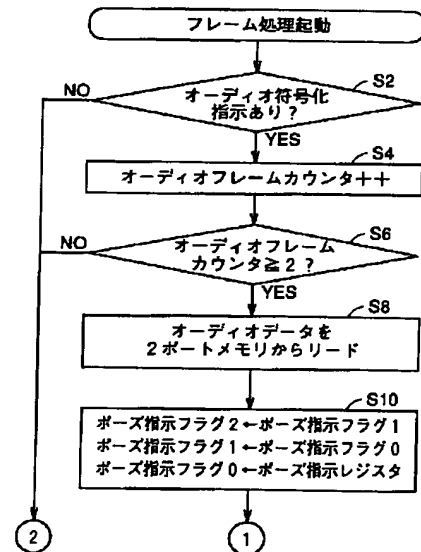 フレーム処理起動
S2
NO
オーディオ符号化
指示あり？
YES
S4
オーディオフレームカウンタ++
S6
NO
オーディオフレーム
カウンタ≧2？
YES
S8
オーディオデータを
2ポートメモリからリード
S10
ポーズ指示フラグ2←ポーズ指示フラグ1
ポーズ指示フラグ1←ポーズ指示フラグ0
ポーズ指示フラグ0←ポーズ指示レジスタ
2
1